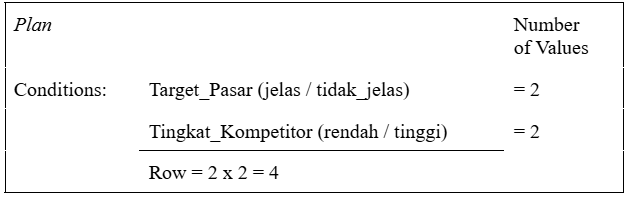 Plan Number
of Values
Conditions: Target_Pasar (jelas / tidak_jelas) = 2
Tingkat_Kompetitor (rendah / tinggi) = 2
Row = 2 x 2 = 4